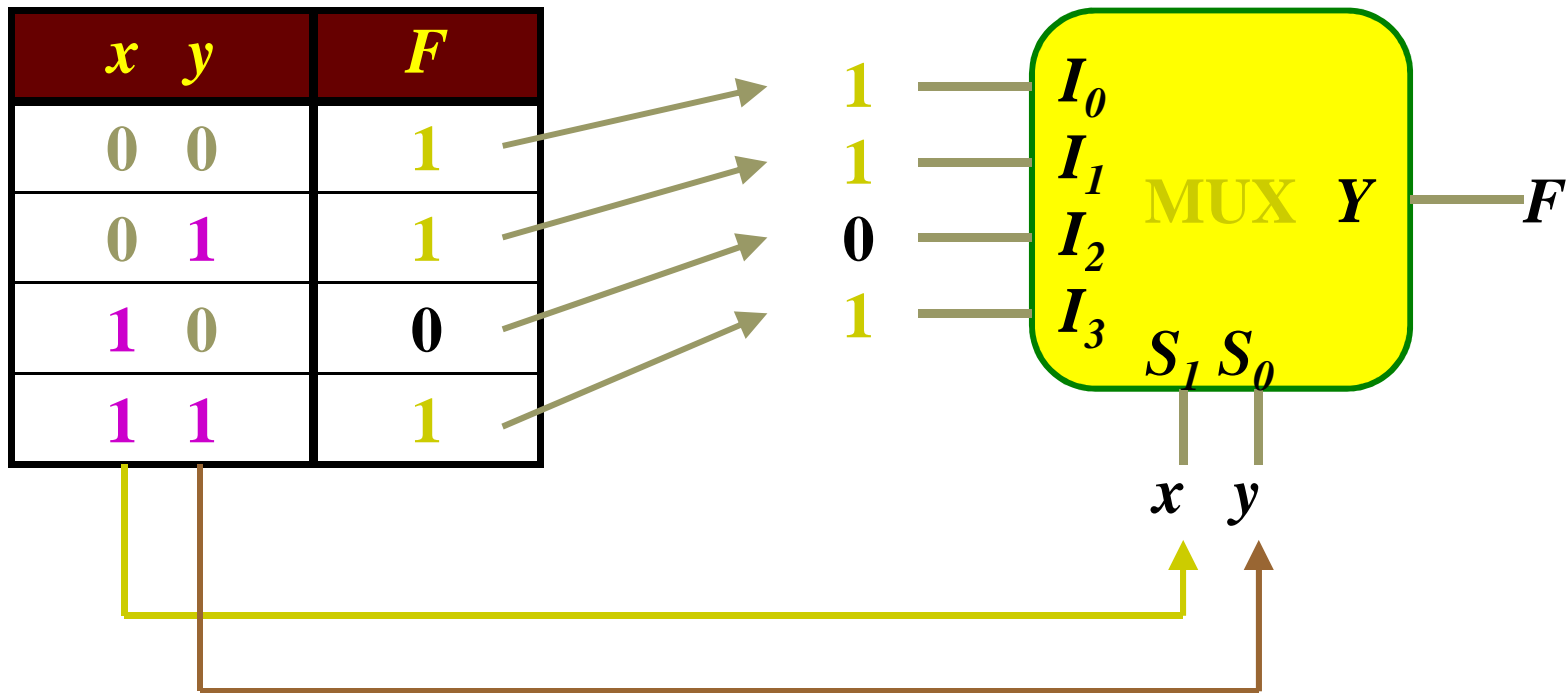 x y F
0 0 1
0 1 1
1 0 0
1 1 1
1 I0
1 I1
0 I2
1 I3
MUX Y F
S1 S0
x y